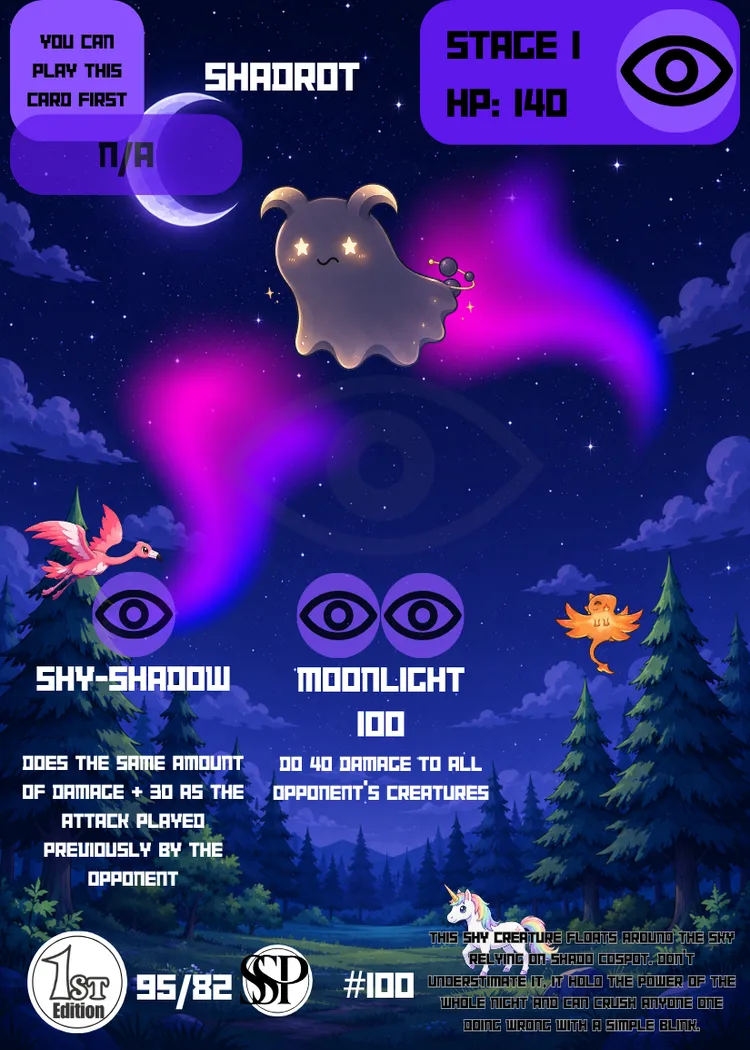 YOU CAN
PLAY THIS
CARD FIRST
N/A
SHADROT
STAGE 1
HP: 140
SHY-SHADOW
DOES THE SAME AMOUNT
OF DAMAGE + 30 AS THE
ATTACK PLAYED
PREVIOUSLY BY THE
OPPONENT
MOONLIGHT
100
DO 40 DAMAGE TO ALL
OPPONENT'S CREATURES
1ST
Edition
95/82
SSP
#100
THIS SHY CREATURE FLOATS AROUND THE SKY
RELYING ON SHADO COSPOT. DON'T
UNDERSTIMATE IT, IT HOLD THE POWER OF THE
WHOLE NIGHT AND CAN CRUSH ANYONE ONE
DOING WRONG WITH A SIMPLE BLINK.